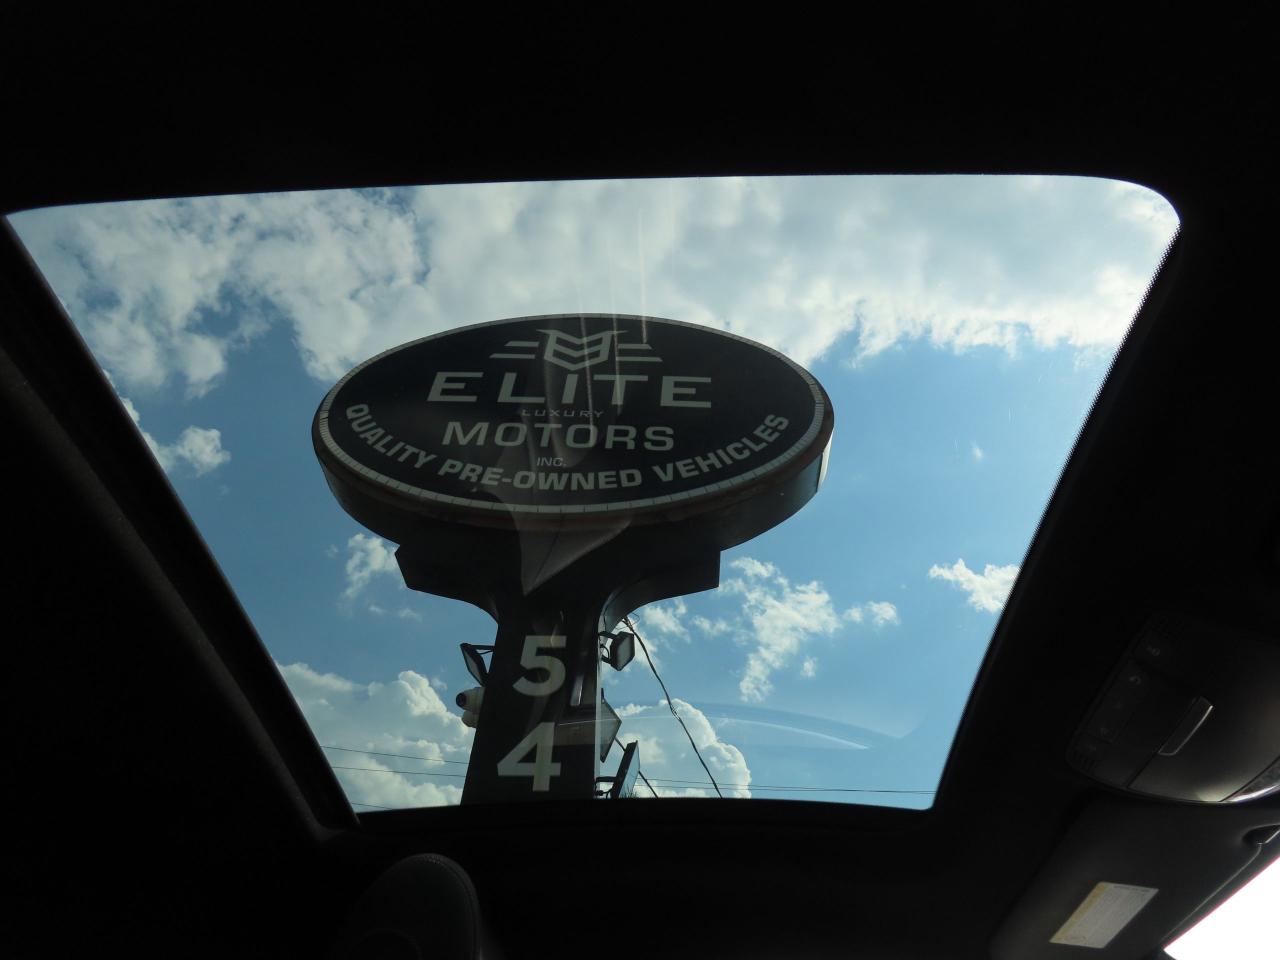 ELITE
LUXURY
MOTORS
INC.
QUALITY PRE-OWNED VEHICLES
5
4